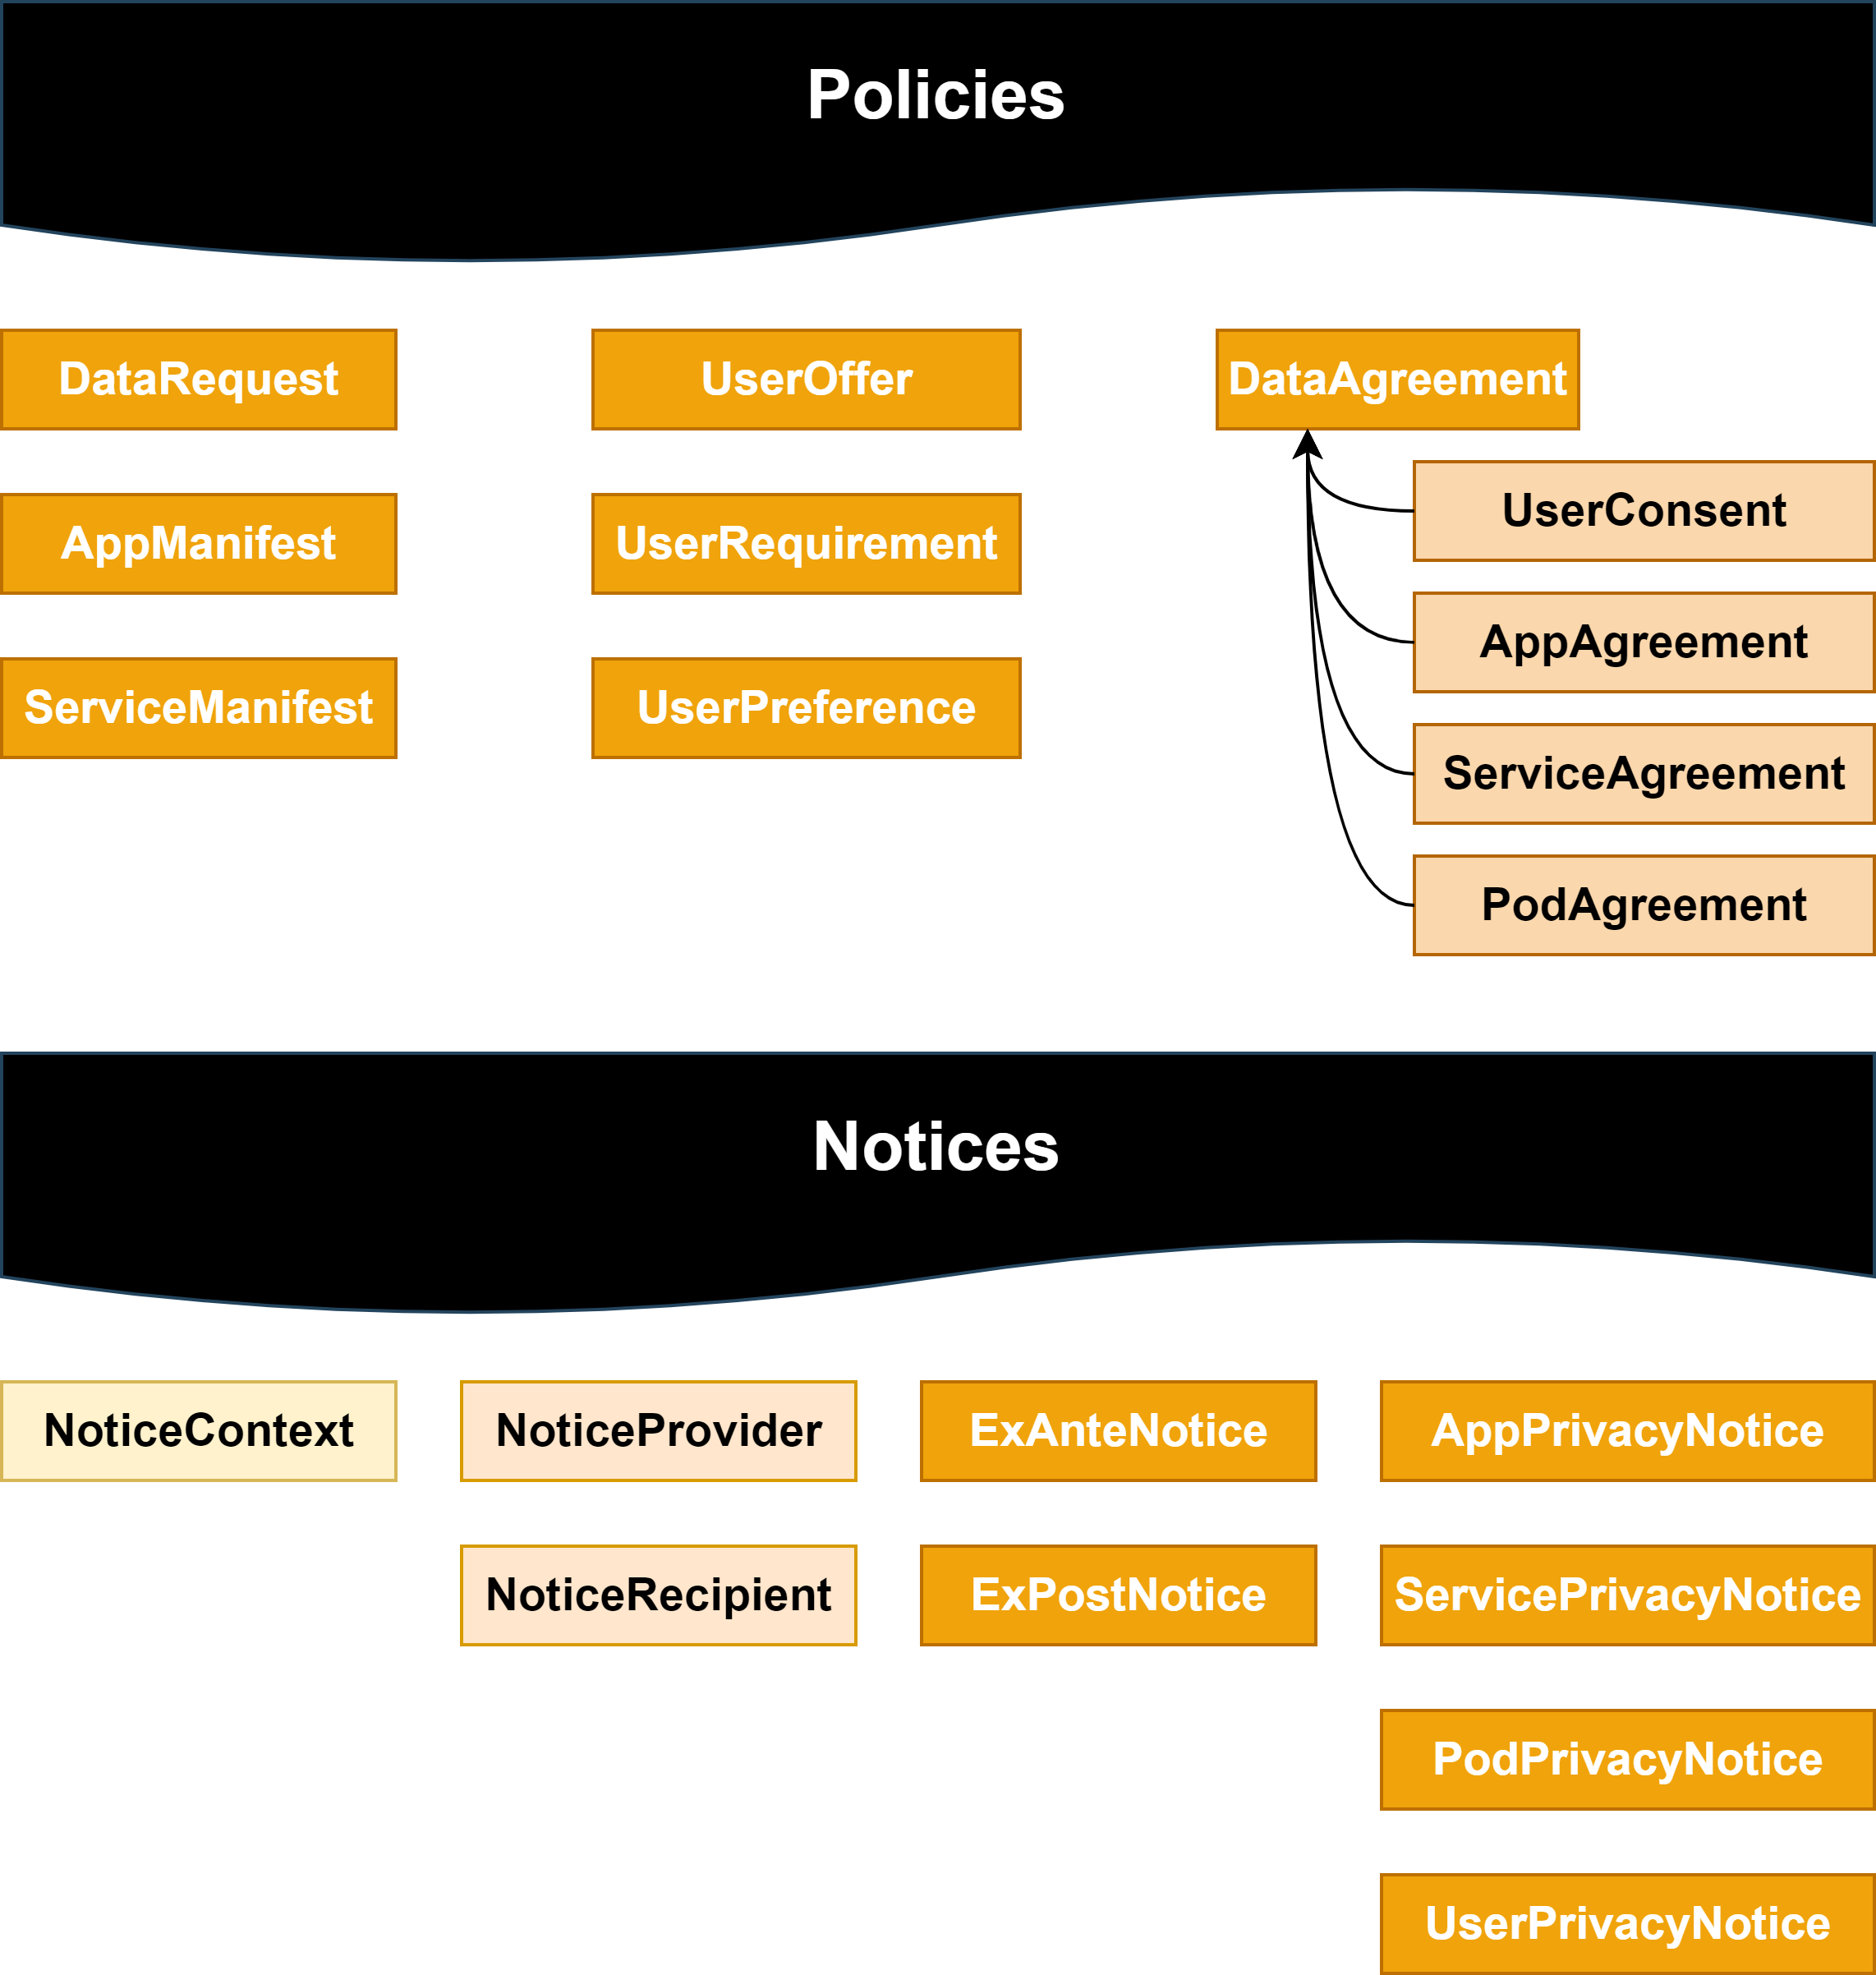 Policies
DataRequest
UserOffer
DataAgreement
UserConsent
AppManifest
UserRequirement
AppAgreement
ServiceManifest
UserPreference
ServiceAgreement
PodAgreement
Notices
NoticeContext
NoticeProvider
ExAnteNotice
AppPrivacyNotice
NoticeRecipient
ExPostNotice
ServicePrivacyNotice
PodPrivacyNotice
UserPrivacyNotice